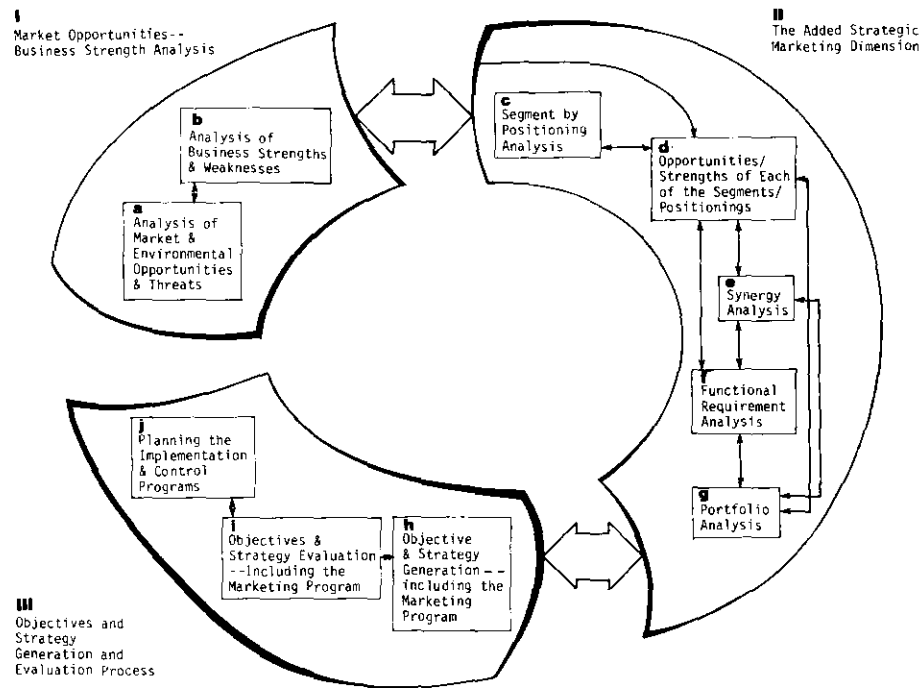 I
Market Opportunities--
Business Strength Analysis
b
Analysis of
Business Strengths
& Weaknesses
a
Analysis of
Market &
Environmental
Opportunities
& Threats
II
The Added Strategic
Marketing Dimension
c
Segment by
Positioning
Analysis
d
Opportunities/
Strengths of Each
of the Segments/
Positionings
e
Synergy
Analysis
f
Functional
Requirement
Analysis
g
Portfolio
Analysis
j
Planning the
Implementation
& Control
Programs
i
Objectives &
Strategy Evaluation
--Including the
Marketing Program
h
Objective
& Strategy
Generation--
including the
Marketing
Program
III
Objectives and
Strategy
Generation and
Evaluation Process